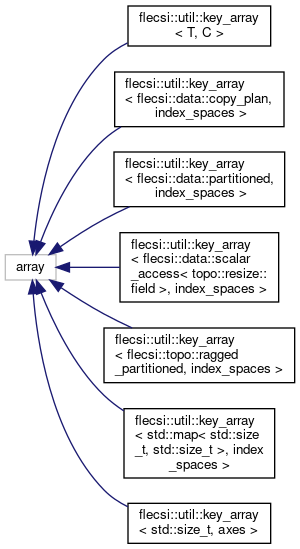 flecsi::util::key_array
< T, C >
flecsi::util::key_array
< flecsi::data::copy_plan,
index_spaces >
flecsi::util::key_array
< flecsi::data::partitioned,
index_spaces >
array
flecsi::util::key_array
< flecsi::data::scalar
_access< topo::resize::
field >, index_spaces >
flecsi::util::key_array
< flecsi::topo::ragged
_partitioned, index_spaces >
flecsi::util::key_array
< std::map< std::size
_t, std::size_t >, index
_spaces >
flecsi::util::key_array
< std::size_t, axes >